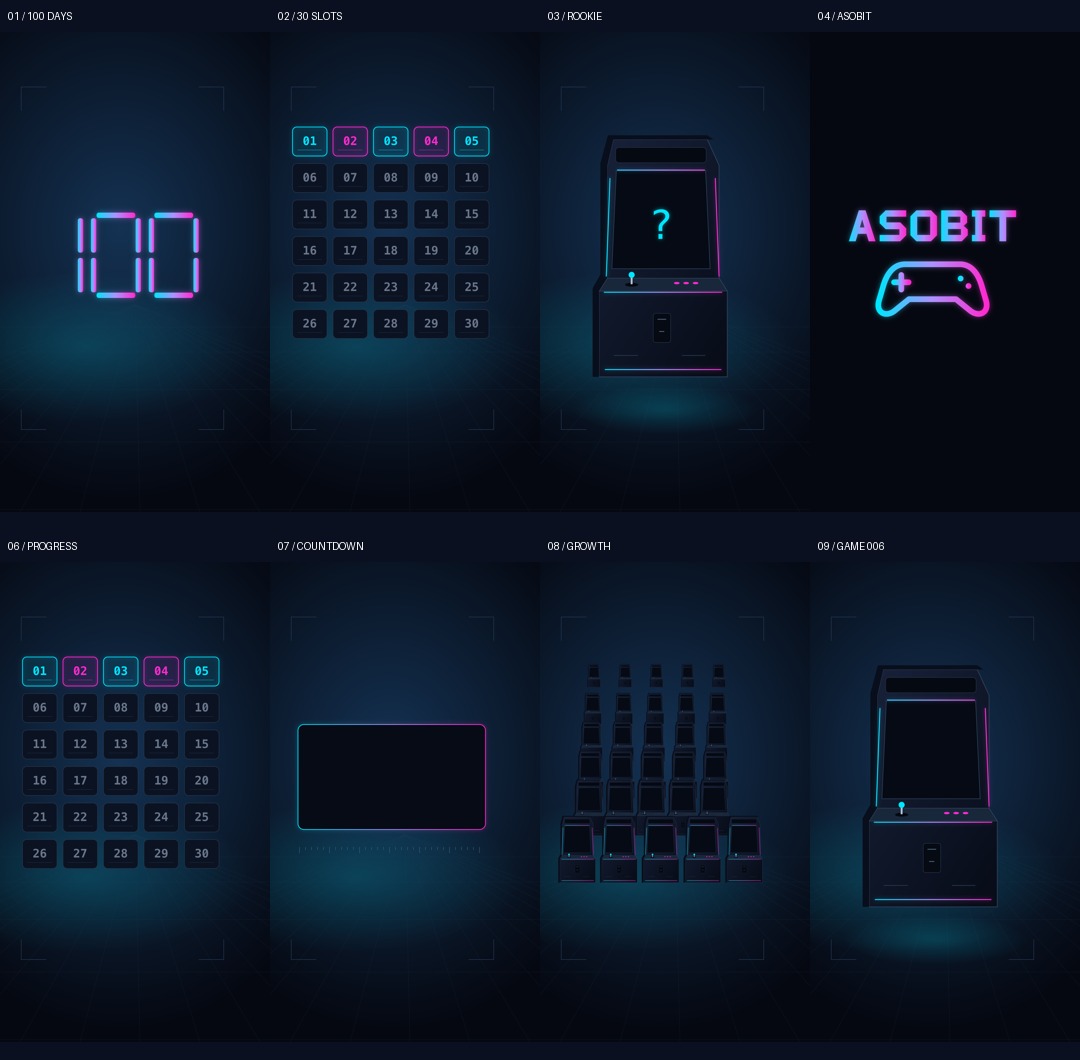 01 / 100 DAYS
02 / 30 SLOTS
03 / ROOKIE
04 / ASOBIT
100
01 02 03 04 05
06 07 08 09 10
11 12 13 14 15
16 17 18 19 20
21 22 23 24 25
26 27 28 29 30
?
ASOBIT
06 / PROGRESS
07 / COUNTDOWN
08 / GROWTH
09 / GAME 006
01 02 03 04 05
06 07 08 09 10
11 12 13 14 15
16 17 18 19 20
21 22 23 24 25
26 27 28 29 30